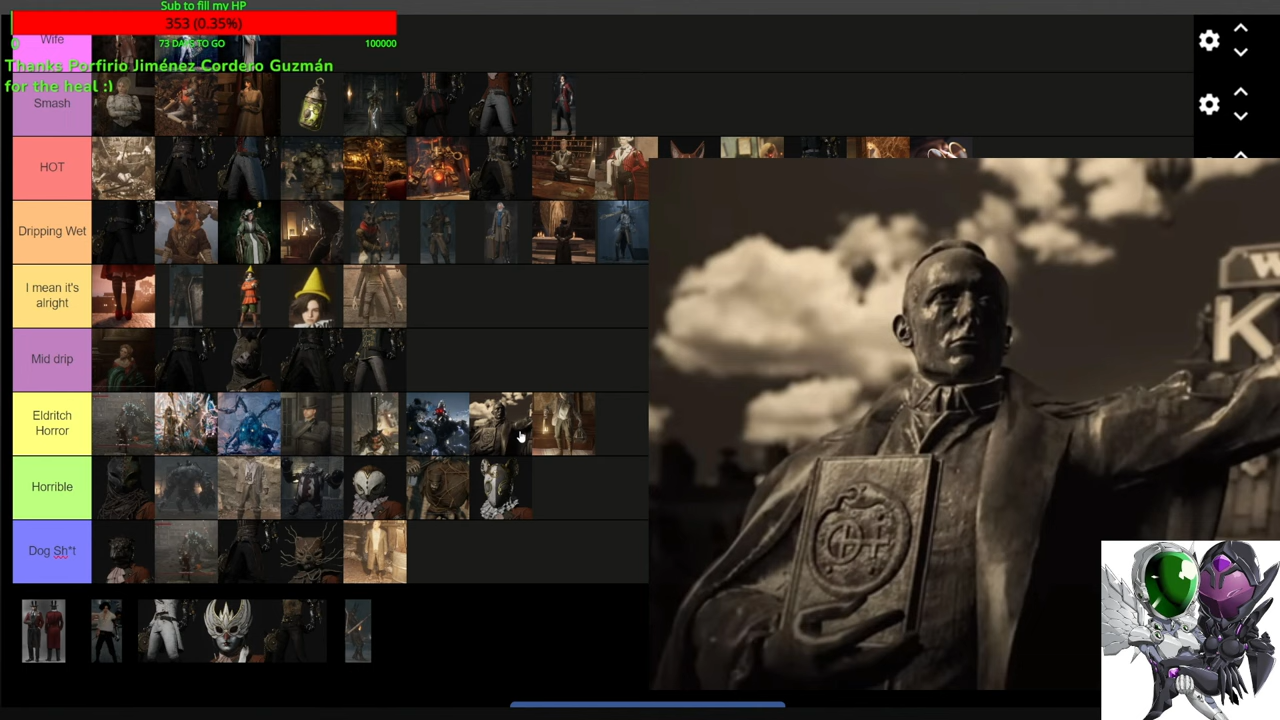 Sub to fill my HP
353 (0.35%)
0
73 DAYS TO GO
100000
Wife
Thanks Porfirio Jiménez Cordero Guzmán
for the heal :)
Smash
HOT
Dripping Wet
I mean it's
alright
Mid drip
Eldritch
Horror
Horrible
Dog Sh*t
W
K